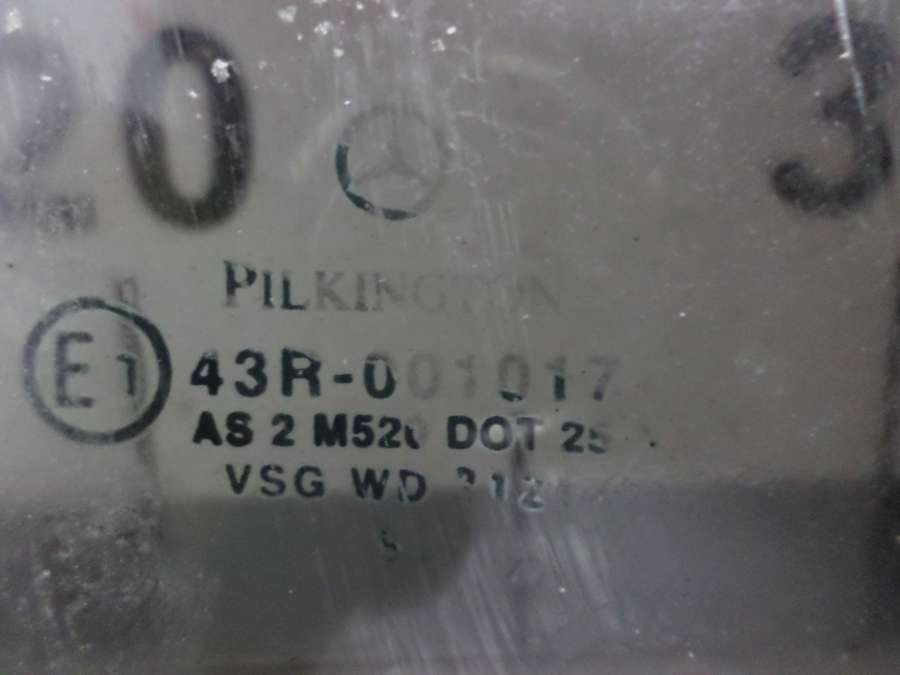 20 3
PILKINGTON
E1
43R-001017
AS 2 M52 DOT 25
VSG WD